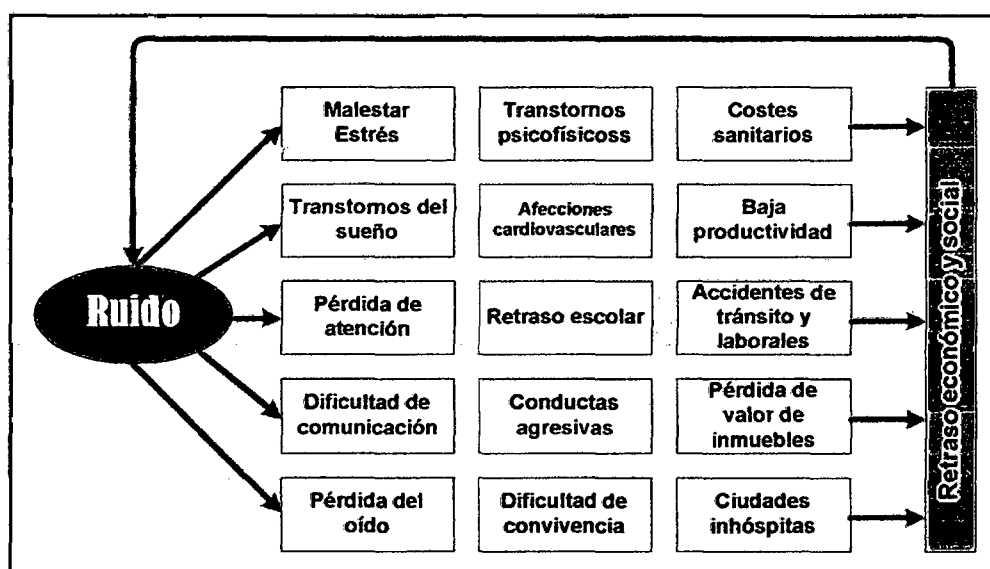 Malestar
Estrés
Transtornos
psicofísicoss
Costes
sanitarios
Transtornos del
sueño
Afecciones
cardiovasculares
Baja
productividad
Ruido
Pérdida de
atención
Retraso escolar
Accidentes de
tránsito y
laborales
Dificultad de
comunicación
Conductas
agresivas
Pérdida de
valor de
inmuebles
Pérdida del
oído
Dificultad de
convivencia
Ciudades
inhóspitas
Retraso económico y social